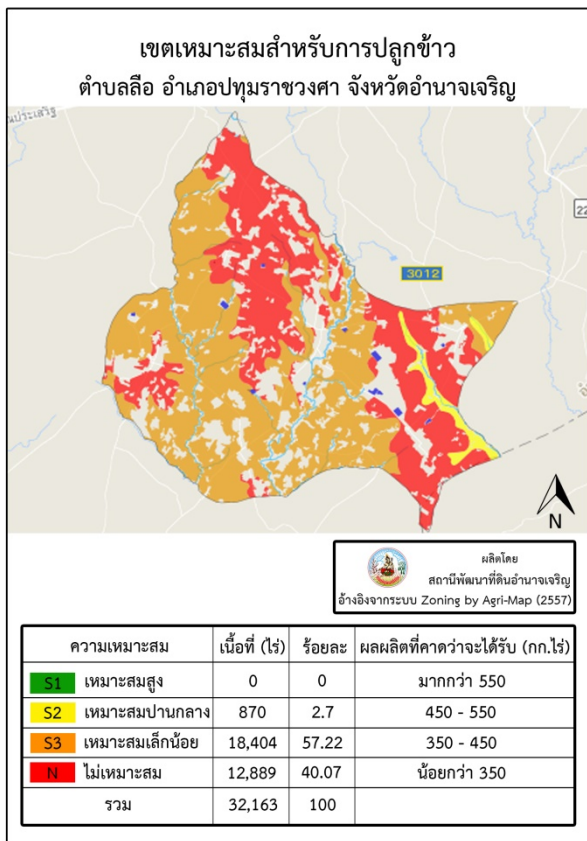 เขตเหมาะสมสำหรับการปลูกข้าว
ตำบลลือ อำเภอปทุมราชวงศา จังหวัดอำนาจเจริญ
22
3012
N
ผลิตโดย
สถานีพัฒนาที่ดินอำนาจเจริญ
อ้างอิงจากระบบ Zoning by Agri-Map (2557)
ความเหมาะสม เนื้อที่ (ไร่) ร้อยละ ผลผลิตที่คาดว่าจะได้รับ (กก.ไร่)
S1 เหมาะสมสูง 0 0 มากกว่า 550
S2 เหมาะสมปานกลาง 870 2.7 450 - 550
S3 เหมาะสมเล็กน้อย 18,404 57.22 350 - 450
N ไม่เหมาะสม 12,889 40.07 น้อยกว่า 350
รวม 32,163 100